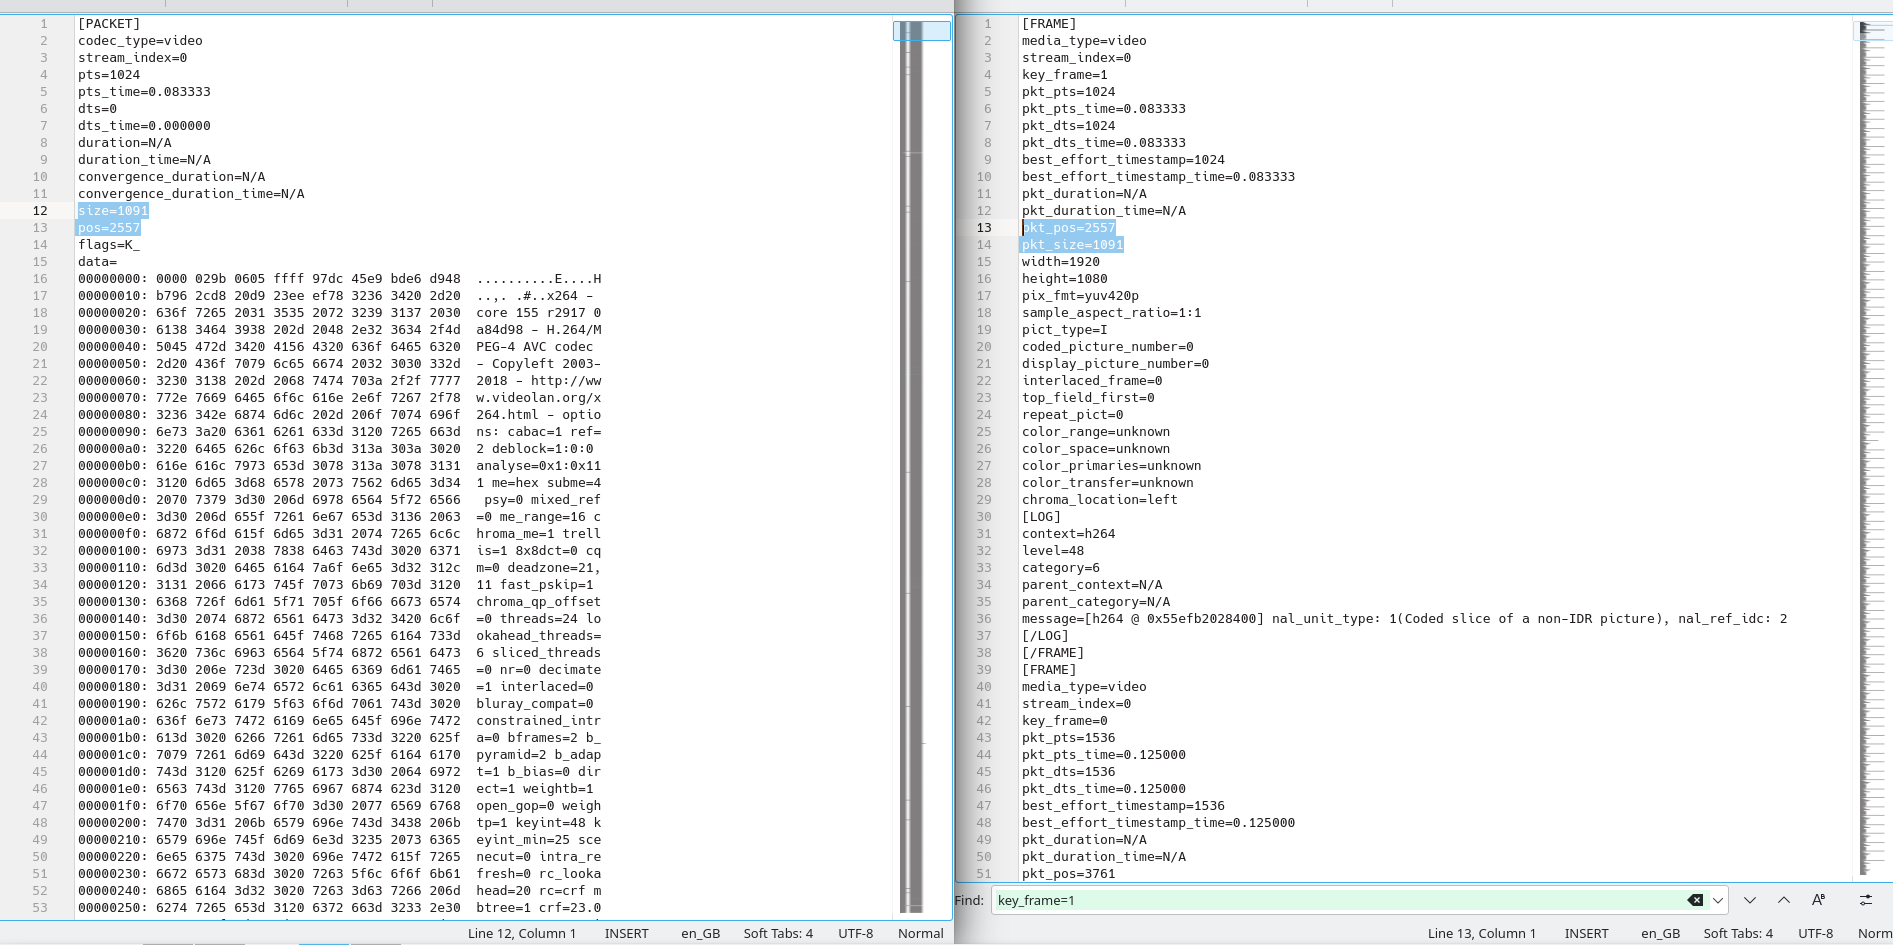 1 [PACKET]
2 codec_type=video
3 stream_index=0
4 pts=1024
5 pts_time=0.083333
6 dts=0
7 dts_time=0.000000
8 duration=N/A
9 duration_time=N/A
10 convergence_duration=N/A
11 convergence_duration_time=N/A
12 size=1091
13 pos=2557
14 flags=K_
15 data=
16 00000000: 0000 029b 0605 ffff 97dc 45e9 bde6 d948  ..........E....H
17 00000010: b796 2cd8 20d9 23ee ef78 3236 3420 2d20  ..,. .#..x264 -
18 00000020: 636f 7265 2031 3535 2072 3239 3137 2030  core 155 r2917 0
19 00000030: 6138 3464 3938 202d 2048 2e32 3634 2f4d  a84d98 - H.264/M
20 00000040: 5045 472d 3420 4156 4320 636f 6465 6320  PEG-4 AVC codec
21 00000050: 2d20 436f 7079 6c65 6674 2032 3030 332d  - Copyleft 2003-
22 00000060: 3230 3138 202d 2068 7474 703a 2f2f 7777  2018 - http://ww
23 00000070: 772e 7669 6465 6f6c 616e 2e6f 7267 2f78  w.videolan.org/x
24 00000080: 3236 342e 6874 6d6c 202d 206f 7074 696f  264.html - optio
25 00000090: 6e73 3a20 6361 6261 633d 3120 7265 663d  ns: cabac=1 ref=
26 000000a0: 3220 6465 626c 6f63 6b3d 313a 303a 3020  2 deblock=1:0:0
27 000000b0: 616e 616c 7973 653d 3078 313a 3078 3131  analyse=0x1:0x11
28 000000c0: 3120 6d65 3d68 6578 2073 7562 6d65 3d34  1 me=hex subme=4
29 000000d0: 2070 7379 3d30 206d 6978 6564 5f72 6566   psy=0 mixed_ref
30 000000e0: 3d30 206d 655f 7261 6e67 653d 3136 2063  =0 me_range=16 c
31 000000f0: 6872 6f6d 615f 6d65 3d31 2074 7265 6c6c  hroma_me=1 trell
32 00000100: 6973 3d31 2038 7838 6463 743d 3020 6371  is=1 8x8dct=0 cq
33 00000110: 6d3d 3020 6465 6164 7a6f 6e65 3d32 312c  m=0 deadzone=21,
34 00000120: 3131 2066 6173 745f 7073 6b69 703d 3120  11 fast_pskip=1
35 00000130: 6368 726f 6d61 5f71 705f 6f66 6673 6574  chroma_qp_offset
36 00000140: 3d30 2074 6872 6561 6473 3d32 3420 6c6f  =0 threads=24 lo
37 00000150: 6f6b 6168 6561 645f 7468 7265 6164 733d  okahead_threads=
38 00000160: 3620 736c 6963 6564 5f74 6872 6561 6473  6 sliced_threads
39 00000170: 3d30 206e 723d 3020 6465 6369 6d61 7465  =0 nr=0 decimate
40 00000180: 3d31 2069 6e74 6572 6c61 6365 643d 3020  =1 interlaced=0
41 00000190: 626c 7572 6179 5f63 6f6d 7061 743d 3020  bluray_compat=0
42 000001a0: 636f 6e73 7472 6169 6e65 645f 696e 7472  constrained_intr
43 000001b0: 613d 3020 6266 7261 6d65 733d 3220 625f  a=0 bframes=2 b_
44 000001c0: 7079 7261 6d69 643d 3220 625f 6164 6170  pyramid=2 b_adap
45 000001d0: 743d 3120 625f 6269 6173 3d30 2064 6972  t=1 b_bias=0 dir
46 000001e0: 6563 743d 3120 7765 6967 6874 623d 3120  ect=1 weightb=1
47 000001f0: 6f70 656e 5f67 6f70 3d30 2077 6569 6768  open_gop=0 weigh
48 00000200: 7470 3d31 206b 6579 696e 743d 3438 206b  tp=1 keyint=48 k
49 00000210: 6579 696e 745f 6d69 6e3d 3235 2073 6365  eyint_min=25 sce
50 00000220: 6e65 6375 743d 3020 696e 7472 615f 7265  necut=0 intra_re
51 00000230: 6672 6573 683d 3020 7263 5f6c 6f6f 6b61  fresh=0 rc_looka
52 00000240: 6865 6164 3d32 3020 7263 3d63 7266 206d  head=20 rc=crf m
53 00000250: 6274 7265 653d 3120 6372 663d 3233 2e30  btree=1 crf=23.0
Line 12, Column 1 INSERT en_GB Soft Tabs: 4 UTF-8 Normal
1 [FRAME]
2 media_type=video
3 stream_index=0
4 key_frame=1
5 pkt_pts=1024
6 pkt_pts_time=0.083333
7 pkt_dts=1024
8 pkt_dts_time=0.083333
9 best_effort_timestamp=1024
10 best_effort_timestamp_time=0.083333
11 pkt_duration=N/A
12 pkt_duration_time=N/A
13 pkt_pos=2557
14 pkt_size=1091
15 width=1920
16 height=1080
17 pix_fmt=yuv420p
18 sample_aspect_ratio=1:1
19 pict_type=I
20 coded_picture_number=0
21 display_picture_number=0
22 interlaced_frame=0
23 top_field_first=0
24 repeat_pict=0
25 color_range=unknown
26 color_space=unknown
27 color_primaries=unknown
28 color_transfer=unknown
29 chroma_location=left
30 [LOG]
31 context=h264
32 level=48
33 category=6
34 parent_context=N/A
35 parent_category=N/A
36 message=[h264 @ 0x55efb2028400] nal_unit_type: 1(Coded slice of a non-IDR picture), nal_ref_idc: 2
37 [/LOG]
38 [/FRAME]
39 [FRAME]
40 media_type=video
41 stream_index=0
42 key_frame=0
43 pkt_pts=1536
44 pkt_pts_time=0.125000
45 pkt_dts=1536
46 pkt_dts_time=0.125000
47 best_effort_timestamp=1536
48 best_effort_timestamp_time=0.125000
49 pkt_duration=N/A
50 pkt_duration_time=N/A
51 pkt_pos=3761
Find: key_frame=1
Line 13, Column 1 INSERT en_GB Soft Tabs: 4 UTF-8 Norm